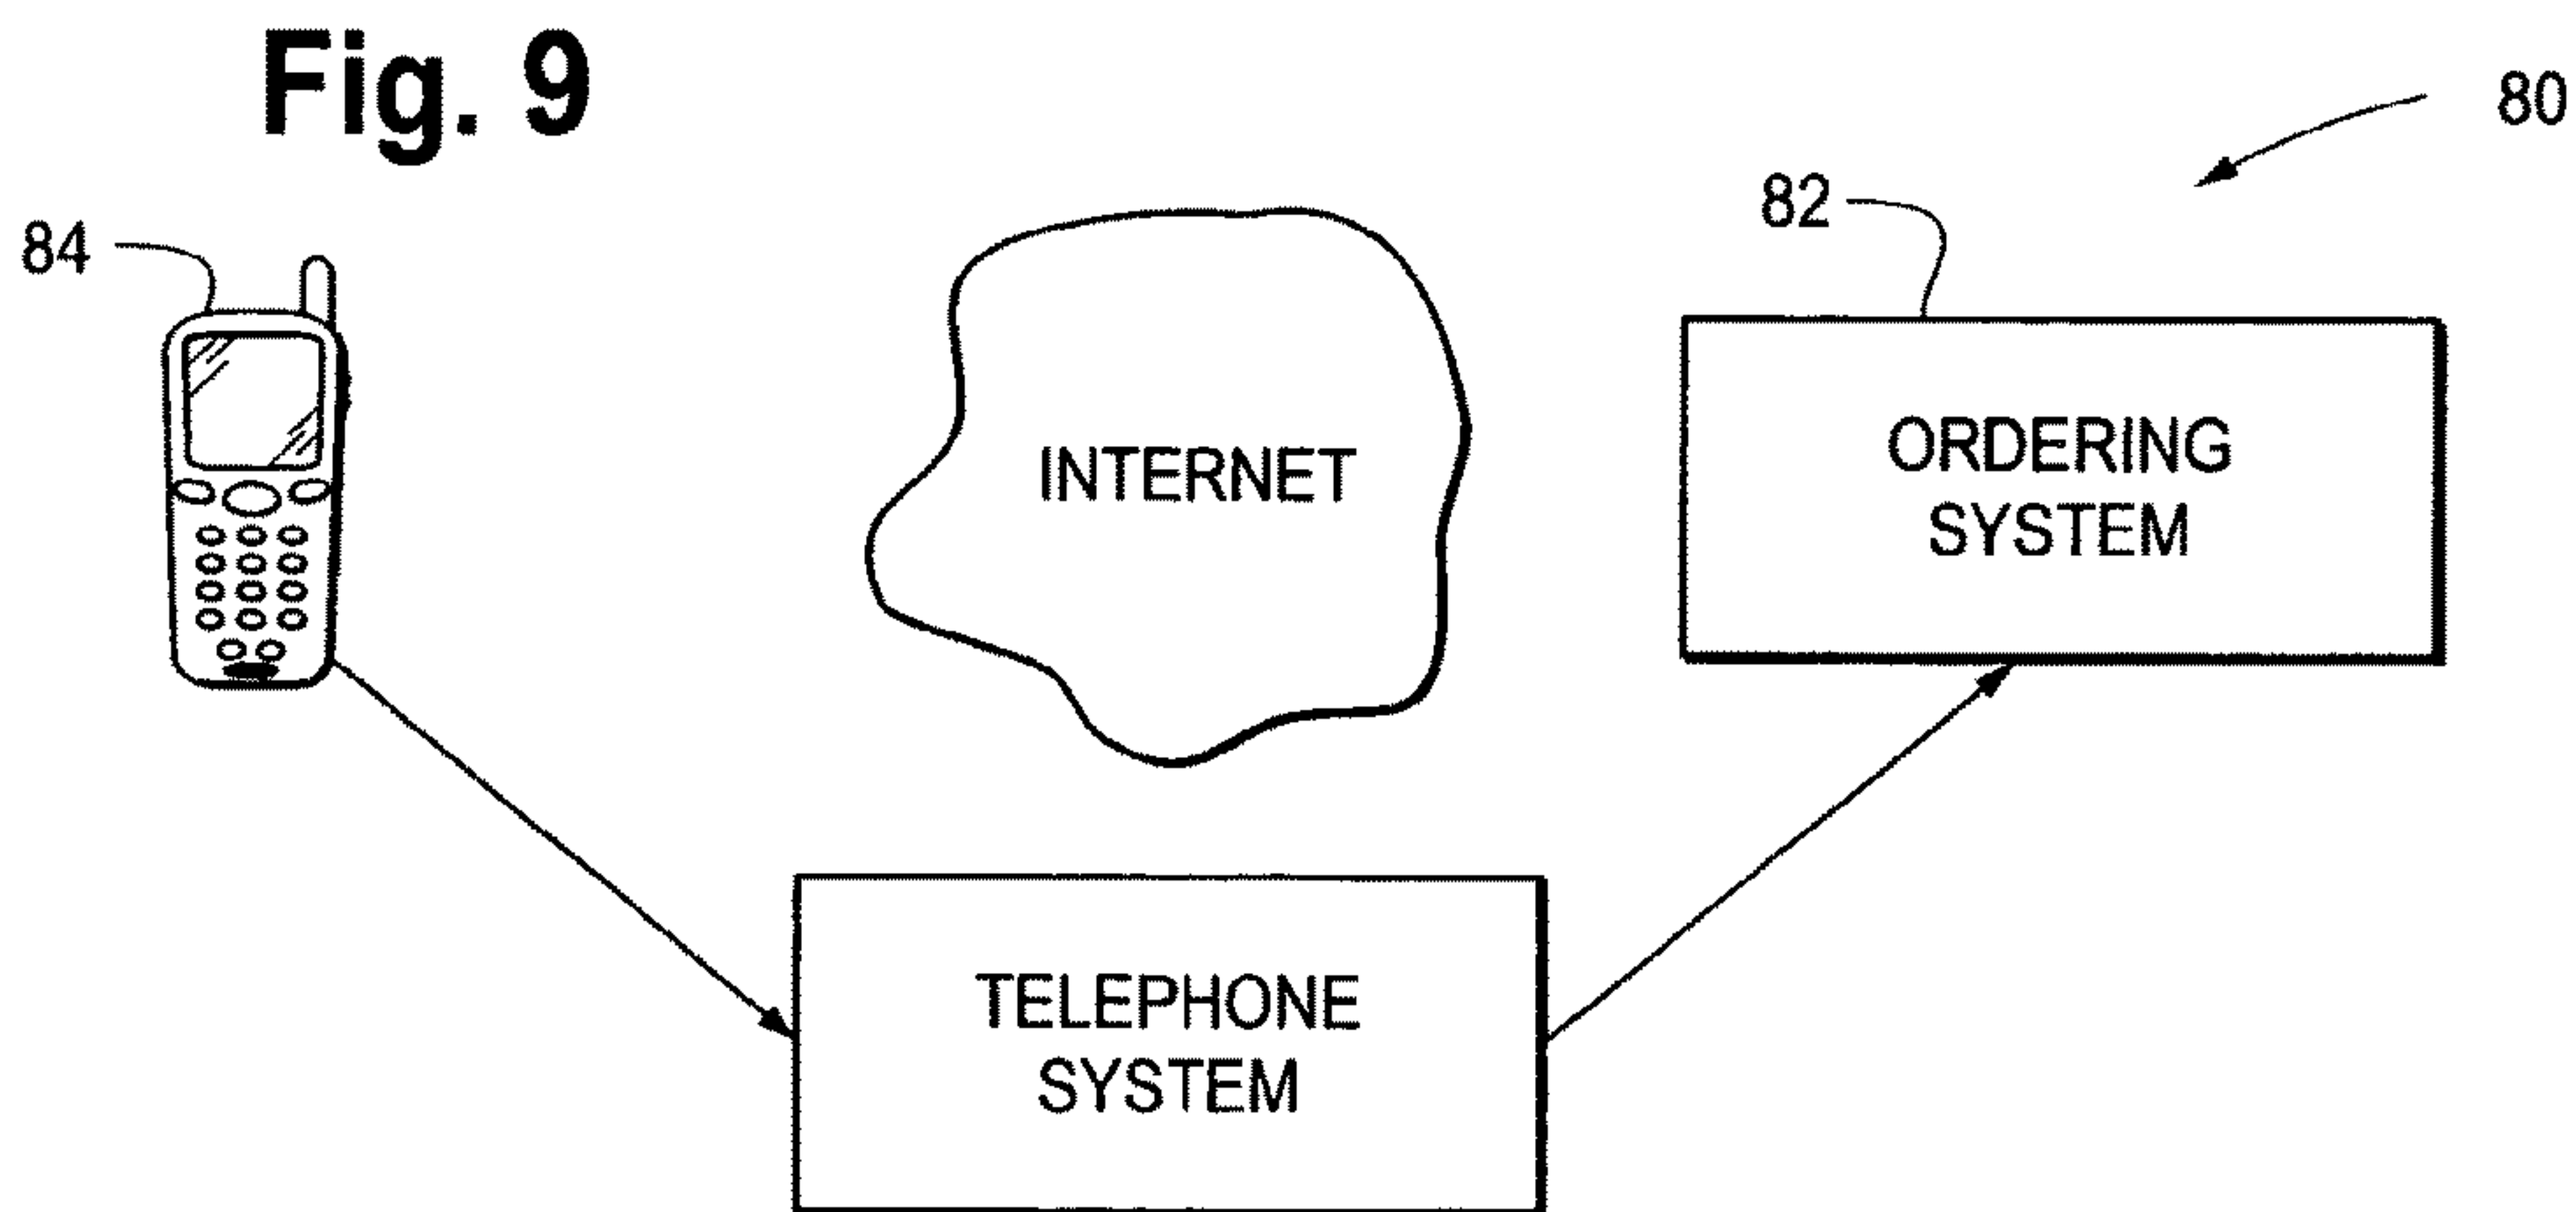 Fig. 9
80
82
84
INTERNET
ORDERING
SYSTEM
TELEPHONE
SYSTEM